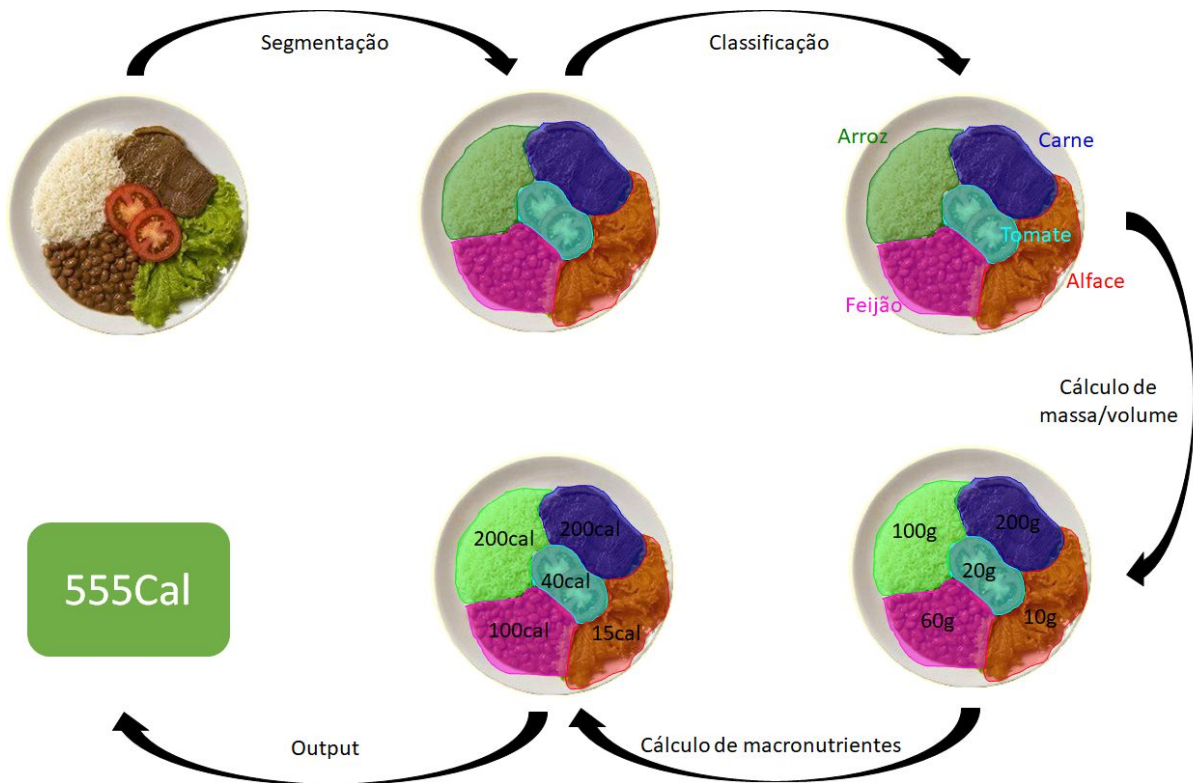 Segmentação
Classificação
Arroz
Carne
Tomate
Alface
Feijão
Cálculo de
massa/volume
100g
200g
20g
60g
10g
Cálculo de macronutrientes
200cal
200cal
40cal
100cal
15cal
Output
555Cal